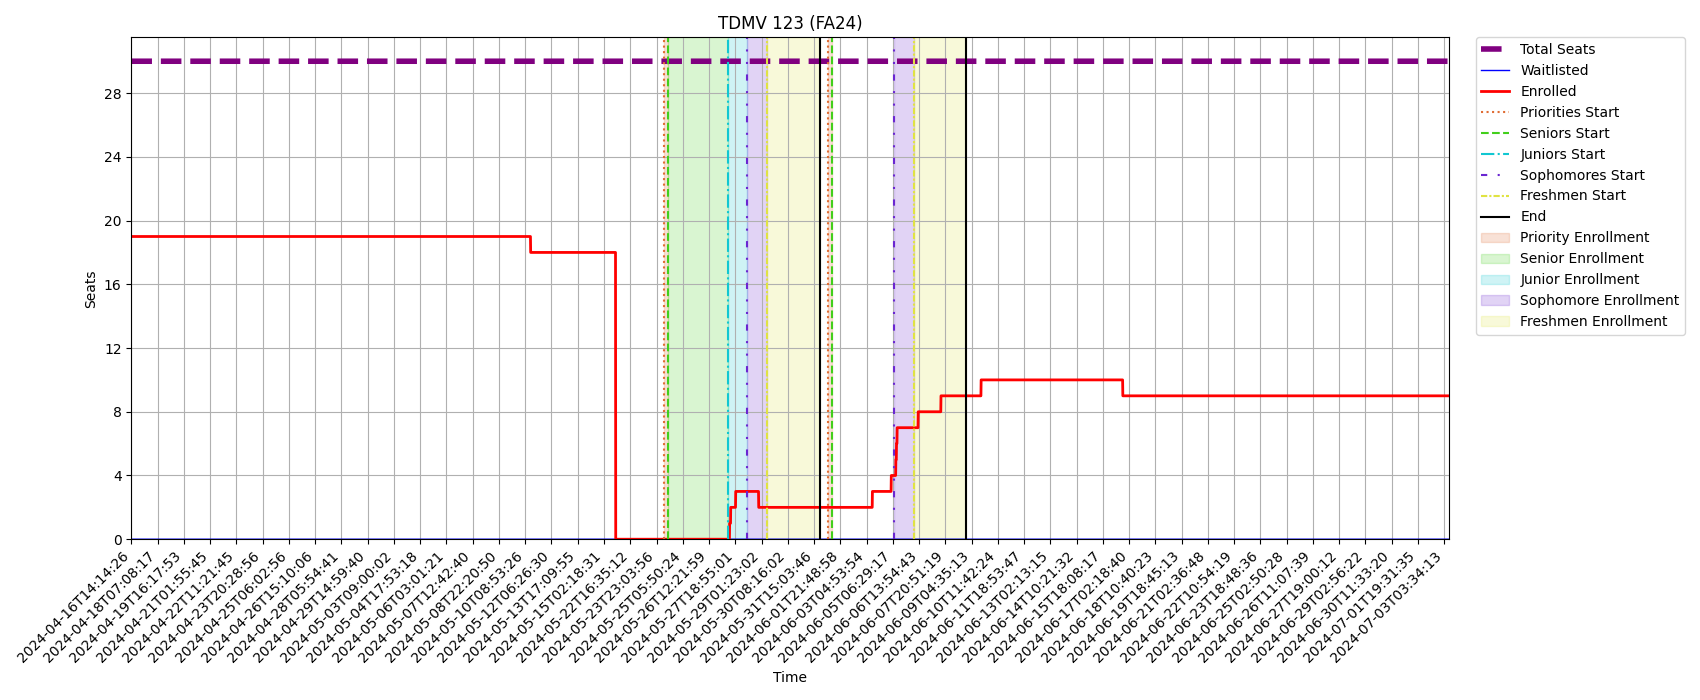 TDMV 123 (FA24)
Seats
28
24
20
16
12
8
4
0
2024-04-16T14:14:26
2024-04-18T07:08:17
2024-04-19T16:17:53
2024-04-21T01:55:45
2024-04-22T11:21:45
2024-04-23T20:28:56
2024-04-25T06:02:56
2024-04-26T15:10:06
2024-04-28T05:54:41
2024-04-29T14:59:40
2024-05-03T09:00:02
2024-05-04T17:53:18
2024-05-06T03:01:21
2024-05-07T12:42:40
2024-05-08T22:20:50
2024-05-10T08:53:26
2024-05-12T06:26:30
2024-05-13T17:09:55
2024-05-15T02:18:31
2024-05-22T16:35:12
2024-05-23T23:03:56
2024-05-25T05:50:24
2024-05-26T12:21:59
2024-05-27T18:55:01
2024-05-29T01:23:02
2024-05-30T08:16:02
2024-05-31T15:03:46
2024-06-01T21:48:58
2024-06-03T04:53:54
2024-06-05T06:29:17
2024-06-06T13:54:43
2024-06-07T20:51:19
2024-06-09T04:35:13
2024-06-10T11:42:24
2024-06-11T18:53:47
2024-06-13T02:13:15
2024-06-14T10:21:32
2024-06-15T18:08:17
2024-06-17T02:18:40
2024-06-18T10:40:23
2024-06-19T18:45:13
2024-06-21T02:36:48
2024-06-22T10:54:19
2024-06-23T18:48:36
2024-06-25T02:50:28
2024-06-26T11:07:39
2024-06-27T19:00:12
2024-06-29T02:56:22
2024-06-30T11:33:20
2024-07-01T19:31:35
2024-07-03T03:34:13
Time
Total Seats
Waitlisted
Enrolled
Priorities Start
Seniors Start
Juniors Start
Sophomores Start
Freshmen Start
End
Priority Enrollment
Senior Enrollment
Junior Enrollment
Sophomore Enrollment
Freshmen Enrollment